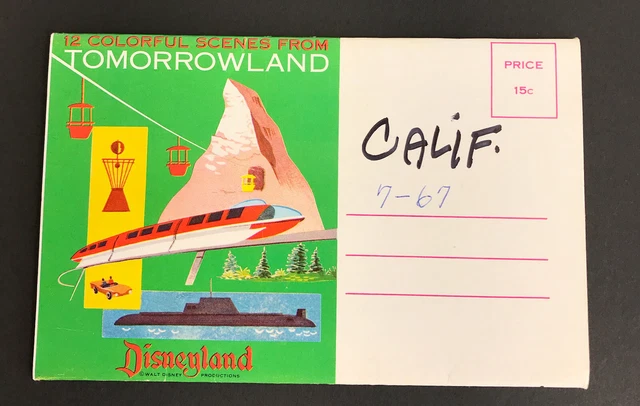 12 COLORFUL SCENES FROM
TOMORROWLAND
Disneyland
©WALT DISNEY PRODUCTIONS
PRICE
15c
CALIF.
7-67